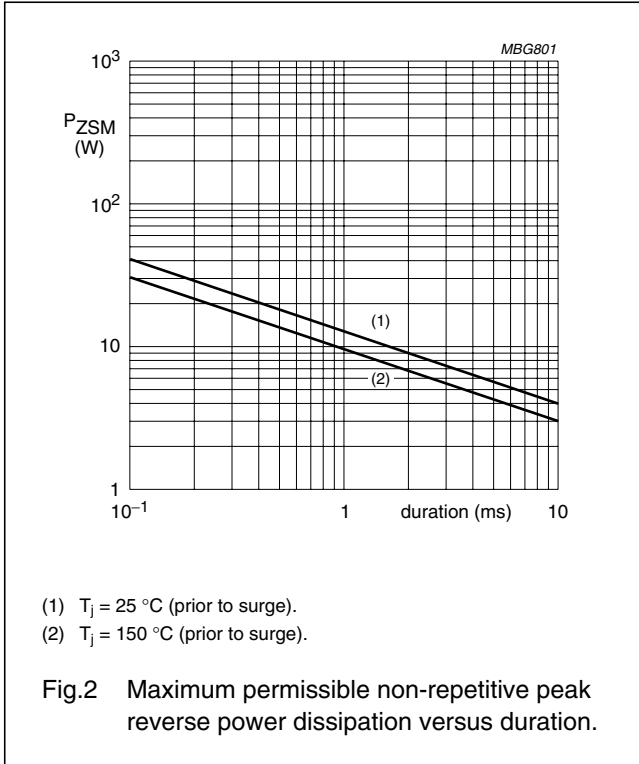 MBG801
10³
P_ZSM
(W)
10²
(1)
10
(2)
1
10⁻¹
1
duration (ms)
10
(1) T_j = 25 °C (prior to surge).
(2) T_j = 150 °C (prior to surge).
Fig.2 Maximum permissible non-repetitive peak
reverse power dissipation versus duration.